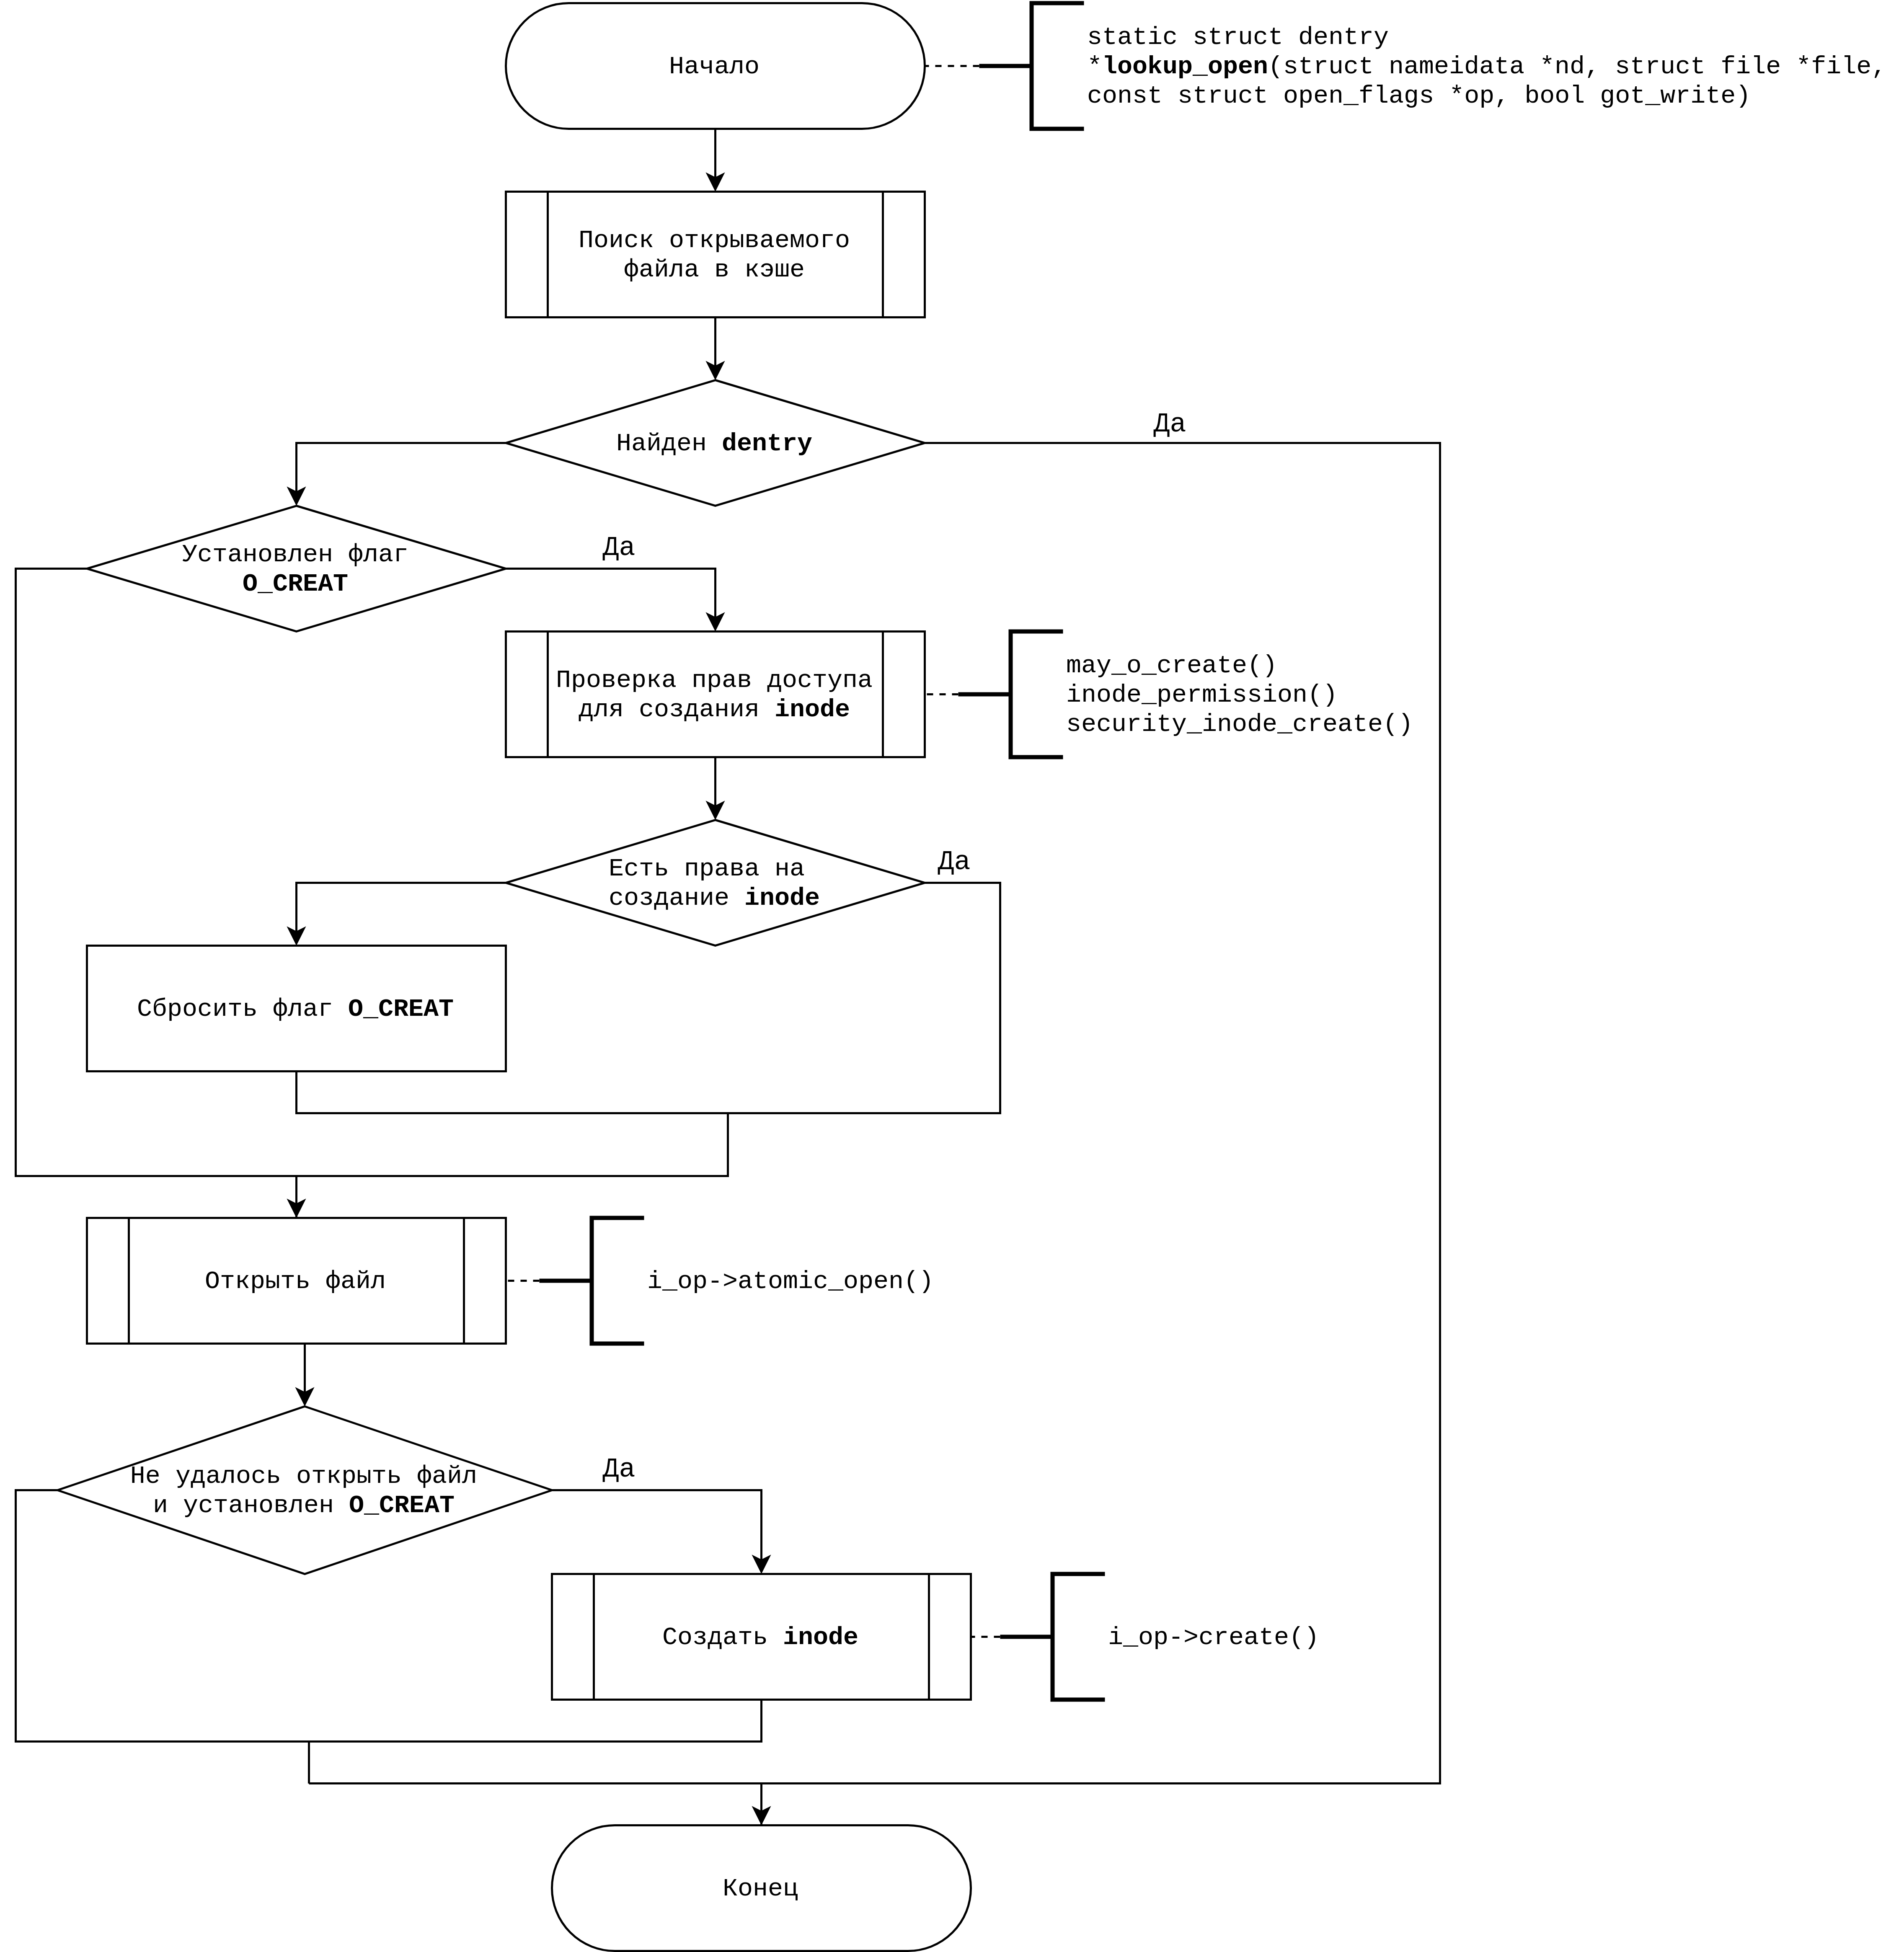 Начало
static struct dentry
*lookup_open(struct nameidata *nd, struct file *file,
const struct open_flags *op, bool got_write)
Поиск открываемого
файла в кэше
Найден dentry
Да
Установлен флаг
O_CREAT
Да
Проверка прав доступа
для создания inode
may_o_create()
inode_permission()
security_inode_create()
Есть права на
создание inode
Да
Сбросить флаг O_CREAT
Открыть файл
i_op->atomic_open()
Не удалось открыть файл
и установлен O_CREAT
Да
Создать inode
i_op->create()
Конец